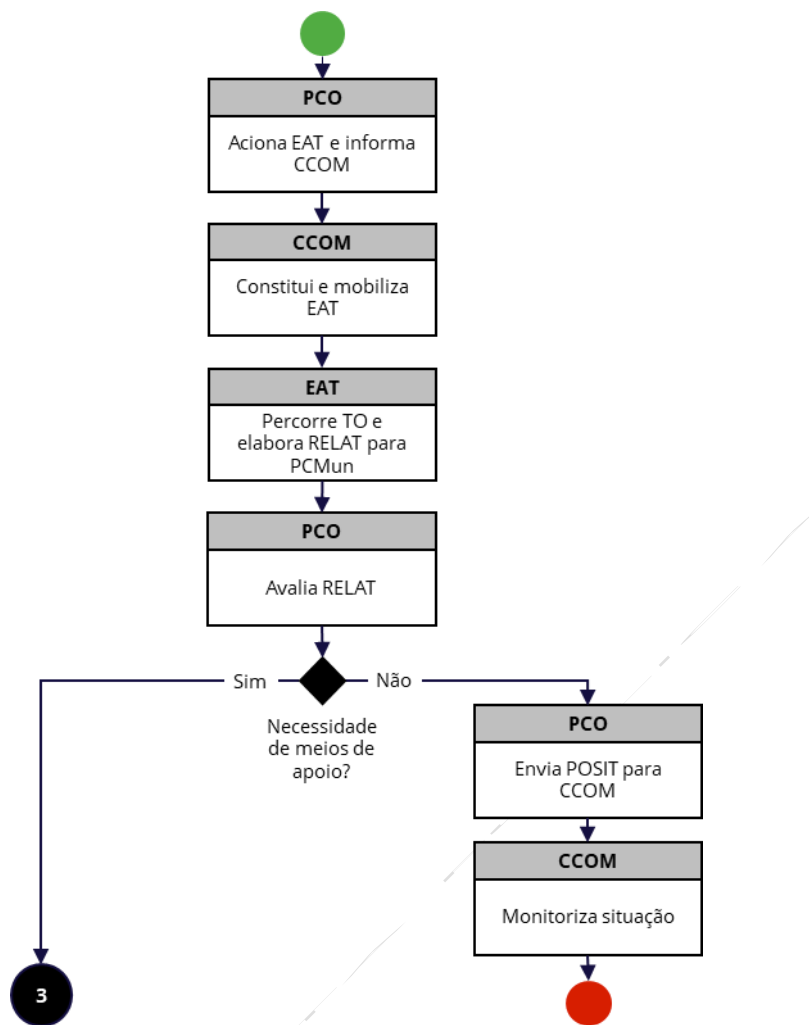 PCO
Aciona EAT e informa
CCOM
CCOM
Constitui e mobiliza
EAT
EAT
Percorre TO e
elabora RELAT para
PCMun
PCO
Avalia RELAT
Sim
Não
Necessidade
de meios de
apoio?
PCO
Envia POSIT para
CCOM
CCOM
Monitoriza situação
3